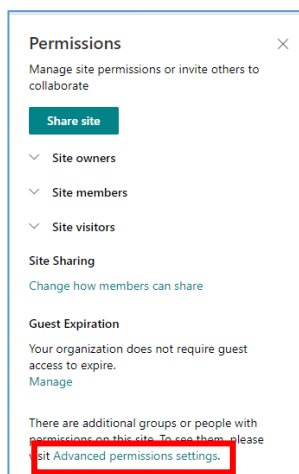 Permissions
Manage site permissions or invite others to
collaborate
Share site
Site owners
Site members
Site visitors
Site Sharing
Change how members can share
Guest Expiration
Your organization does not require guest
access to expire.
Manage
There are additional groups or people with
permissions on this site. To see them, please
visit Advanced permissions settings.